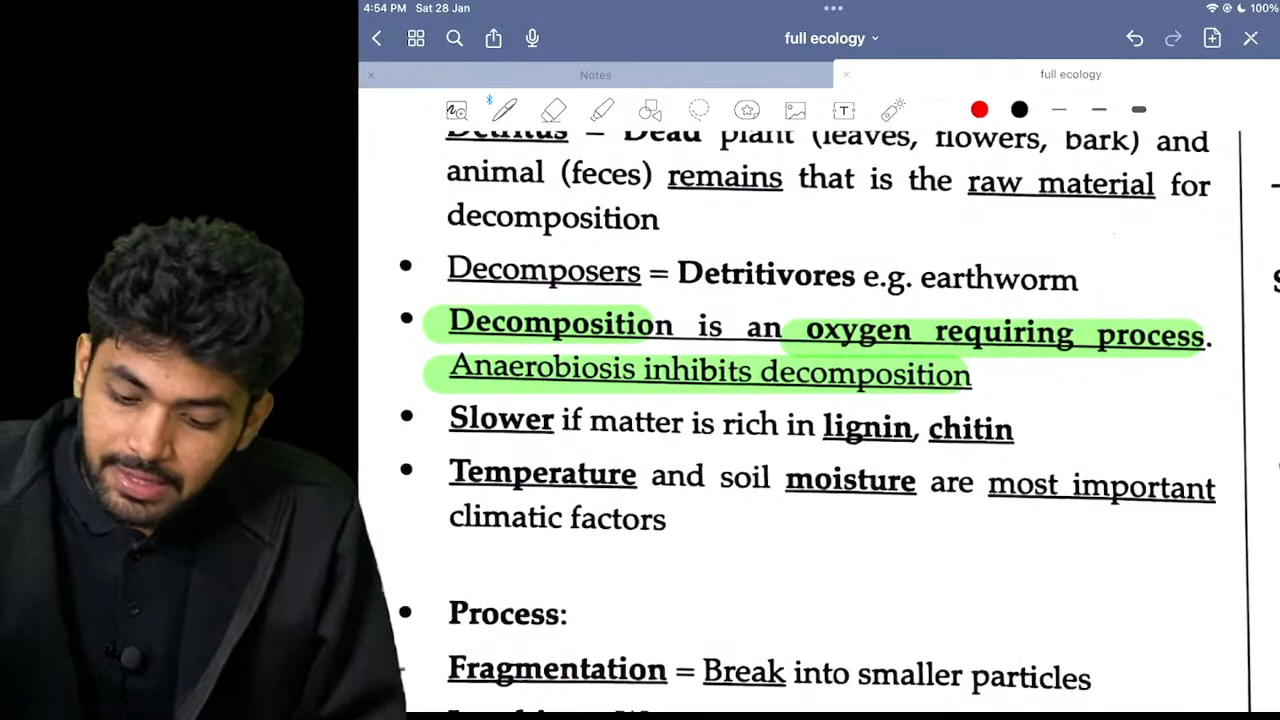 4:54 PM Sat 28 Jan
100%
full ecology
Notes
full ecology
T
Detritus = Dead plant (leaves, flowers, bark) and
animal (feces) remains that is the raw material for
decomposition
• Decomposers = Detritivores e.g. earthworm
• Decomposition is an oxygen requiring process.
Anaerobiosis inhibits decomposition
• Slower if matter is rich in lignin, chitin
• Temperature and soil moisture are most important
climatic factors
• Process:
Fragmentation = Break into smaller particles